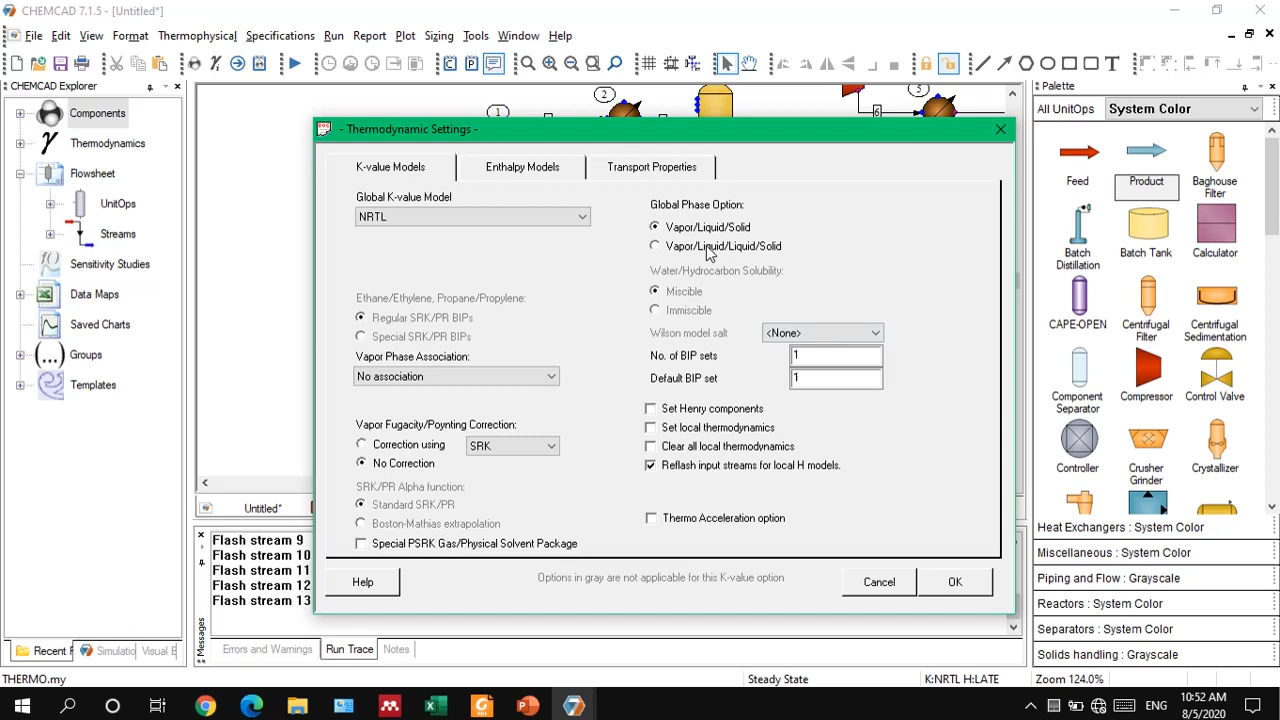 CHEMCAD 7.1.5 - [Untitled*]
File Edit View Format Thermophysical Specifications Run Report Plot Sizing Tools Window Help
CHEMCAD Explorer
Components
Thermodynamics
Flowsheet
UnitOps
Streams
Sensitivity Studies
Data Maps
Saved Charts
Groups
Templates
Recent
Simulatio
Visual E
1
2
5
6
- Thermodynamic Settings -
K-value Models Enthalpy Models Transport Properties
Global K-value Model
NRTL
Ethane/Ethylene, Propane/Propylene:
Regular SRK/PR BIPs
Special SRK/PR BIPs
Vapor Phase Association:
No association
Vapor Fugacity/Poynting Correction:
Correction using SRK
No Correction
SRK/PR Alpha function:
Standard SRK/PR
Boston-Mathias extrapolation
Special PSRK Gas/Physical Solvent Package
Global Phase Option:
Vapor/Liquid/Solid
Vapor/Liquid/Liquid/Solid
Water/Hydrocarbon Solubility:
Miscible
Immiscible
Wilson model salt <None>
No. of BIP sets 1
Default BIP set 1
Set Henry components
Set local thermodynamics
Clear all local thermodynamics
Reflash input streams for local H models.
Thermo Acceleration option
Help
Options in gray are not applicable for this K-value option
Cancel OK
Untitled*
Messages
Flash stream 9
Flash stream 10
Flash stream 11
Flash stream 12
Flash stream 13
Errors and Warnings Run Trace Notes
Palette
All UnitOps System Color
Feed
Product
Baghouse Filter
Batch Distillation
Batch Tank
Calculator
CAPE-OPEN
Centrifugal Filter
Centrifugal Sedimentation
Component Separator
Compressor
Control Valve
Controller
Crusher Grinder
Crystallizer
Heat Exchangers : System Color
Miscellaneous : System Color
Piping and Flow : Grayscale
Reactors : System Color
Separators : System Color
Solids handling : Grayscale
THERMO.my
Steady State
K:NRTL H:LATE
Zoom 124.0%
ENG
10:52 AM
8/5/2020